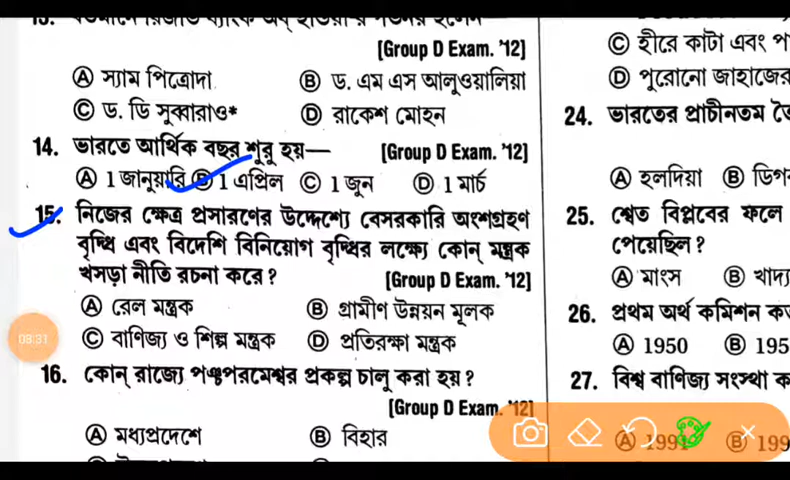 [Group D Exam. '12]
Ⓐ স্যাম পিত্রোদা Ⓑ ড. এম এস আলুওয়ালিয়া
Ⓒ ড. ডি সুব্বারাও* Ⓓ রাকেশ মোহন
14. ভারতে আর্থিক বছর শুরু হয়—
[Group D Exam. '12]
Ⓐ 1 জানুয়ারি Ⓑ 1 এপ্রিল Ⓒ 1 জুন Ⓓ 1 মার্চ
15. নিজের ক্ষেত্র প্রসারণের উদ্দেশ্যে বেসরকারি অংশগ্রহণ
বৃদ্ধি এবং বিদেশি বিনিয়োগ বৃদ্ধির লক্ষ্যে কোন্ মন্ত্রক
খসড়া নীতি রচনা করে?
[Group D Exam. '12]
Ⓐ রেল মন্ত্রক Ⓑ গ্রামীণ উন্নয়ন মূলক
Ⓒ বাণিজ্য ও শিল্প মন্ত্রক Ⓓ প্রতিরক্ষা মন্ত্রক
08:31
16. কোন্ রাজ্যে পঞ্চপরমেশ্বর প্রকল্প চালু করা হয়?
[Group D Exam. '12]
Ⓐ মধ্যপ্রদেশে Ⓑ বিহার
Ⓒ হীরে কাটা এবং
Ⓓ পুরোনো জাহাজের
24. ভারতের প্রাচীনতম
Ⓐ হলদিয়া Ⓑ
25. শ্বেত বিপ্লবের ফলে
পেয়েছিল?
Ⓐ মাংস Ⓑ
26. প্রথম অর্থ কমিশন
Ⓐ 1950 Ⓑ 195
27. বিশ্ব বাণিজ্য সংস্থা
Ⓐ 1991 Ⓑ 199